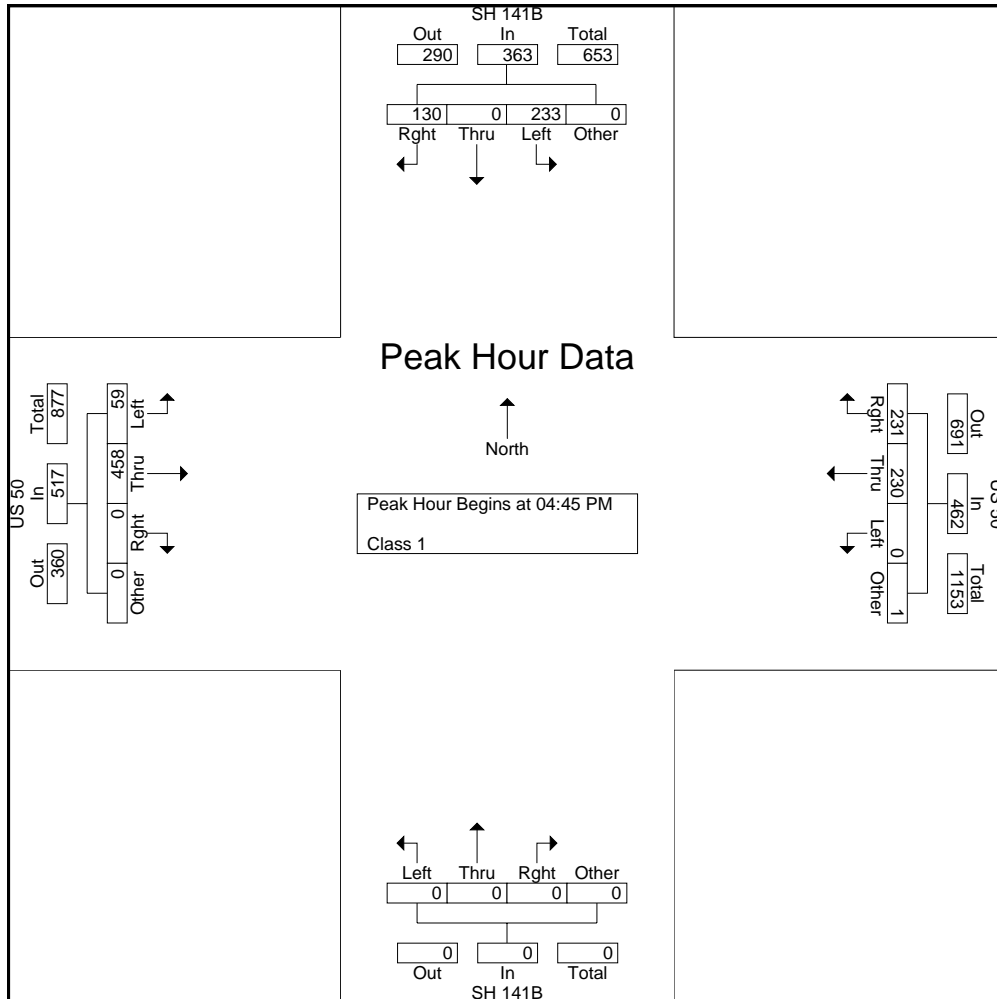 SH 141B
Out In Total
290 363 653
130 0 233 0
Rght Thru Left Other
Peak Hour Data
North
Peak Hour Begins at 04:45 PM
Class 1
US 50
Total In Out
877 517 360
59 458 0 0
Left Thru Rght Other
US 50
Out In Total
691 462 1153
231 230 0 1
Rght Thru Left Other
Left Thru Rght Other
0 0 0 0
0 0 0
Out In Total
SH 141B